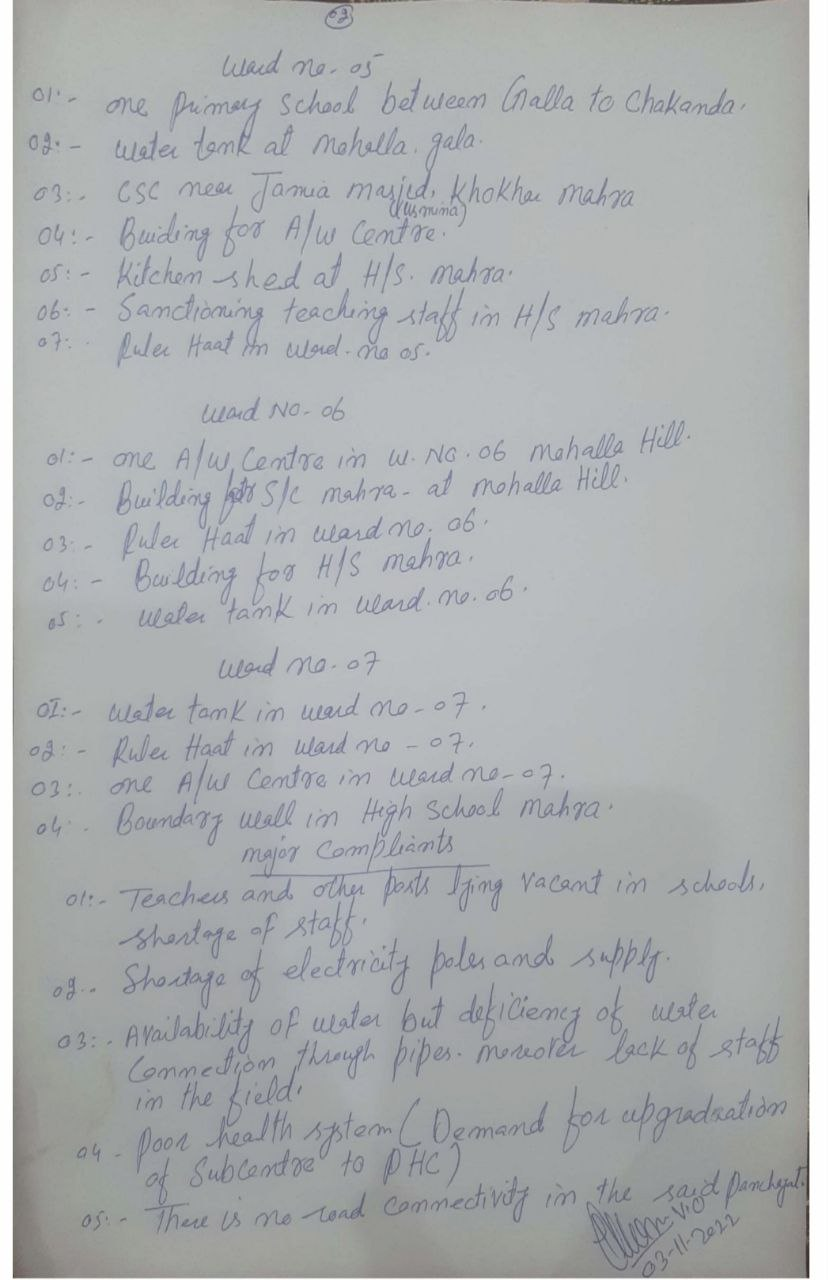 02
Ward no. 05
01:- one Primary School between Galla to Chakanda.
02:- Water tank at Mohalla. gala.
03:- CSC near Jamia masjid, Khokhar mahra
04:- Buiding for A/W Centre. (Yasmina)
05:- Kitchen shed at H/S. mahra.
06:- Sanctioning teaching staff in H/S mahra.
07:- Ruler Haat in Ward. no 05.
Ward No- 06
01:- one A/W Centre in W. No. 06 Mohalla Hill.
02:- Building for S/C mahra- at mohalla Hill.
03:- Ruler Haat in ward no. 06.
04:- Building for H/S mahra.
05:- Water tank in Ward. no. 06.
Ward no. 07
01:- Water tank in ward no- 07.
02:- Ruler Haat in Ward no - 07.
03:- one A/W Centre in ward no- 07.
04:- Boundary wall in High School Mahra.
major Compliants
01:- Teachers and other posts lying vacant in schools,
shortage of staff.
02:- Shortage of electricity poles and supply.
03:- Availability of water but deficiency of water
Connection through pipes. moreover lack of staff
in the field.
04- Poor health system (Demand for upgradxation
of Subcentre to PHC)
05:- There is no road connectivity in the said Panchayat.
V.O
03-11-2022